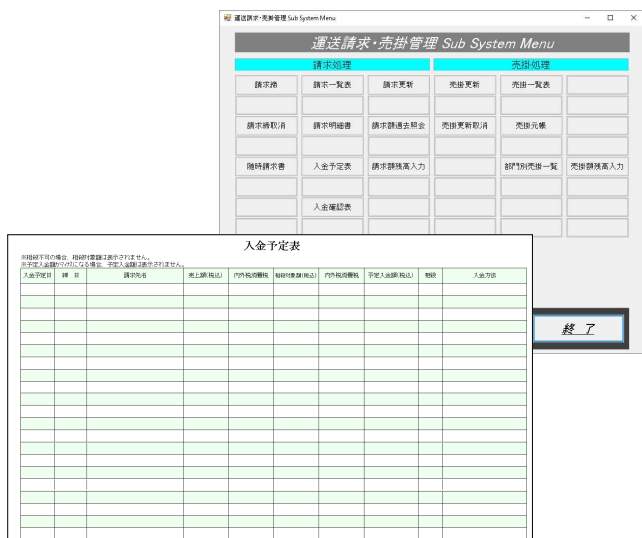 運送請求・売掛管理 Sub System Menu
運送請求・売掛管理 Sub System Menu
請求処理 売掛処理
請求締 請求一覧表 請求更新 売掛更新 売掛一覧表
請求締取消 請求明細書 請求額過去照会 売掛更新取消 売掛元帳
随時請求書 入金予定表 請求額残高入力 部門別売掛一覧 売掛額残高入力
入金確認表
終 了
入金予定表
※相殺不可の場合、相殺対象額は表示されません。
※予定入金額がマイナスになる場合、予定入金額は表示されません。
入金予定日 締 日 請求先名 売上額(税込) 内外税消費税 相殺対象額(税込) 内外税消費税 予定入金額(税込) 相殺 入金方法